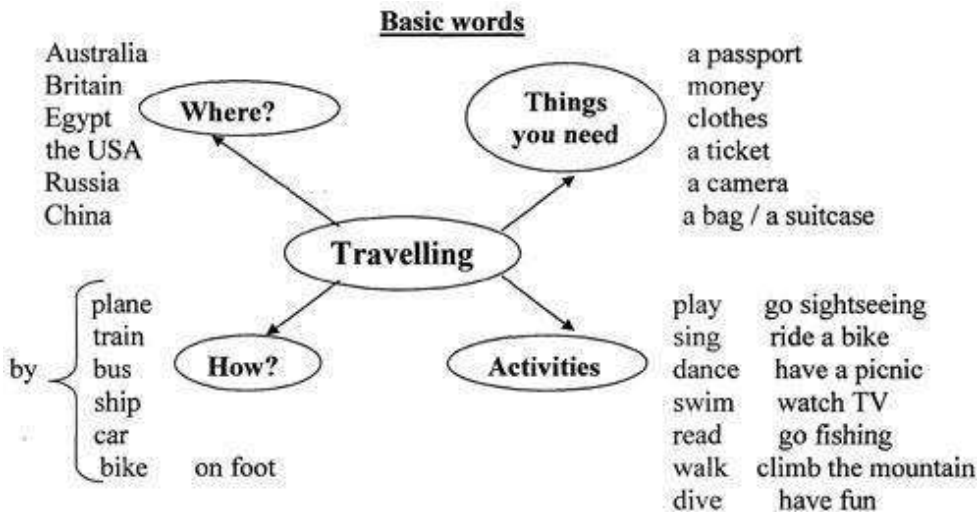 Basic words
Australia
Britain
Egypt
the USA
Russia
China
Where?
Things
you need
a passport
money
clothes
a ticket
a camera
a bag / a suitcase
Travelling
by
plane
train
bus
ship
car
bike on foot
How?
Activities
play go sightseeing
sing ride a bike
dance have a picnic
swim watch TV
read go fishing
walk climb the mountain
dive have fun